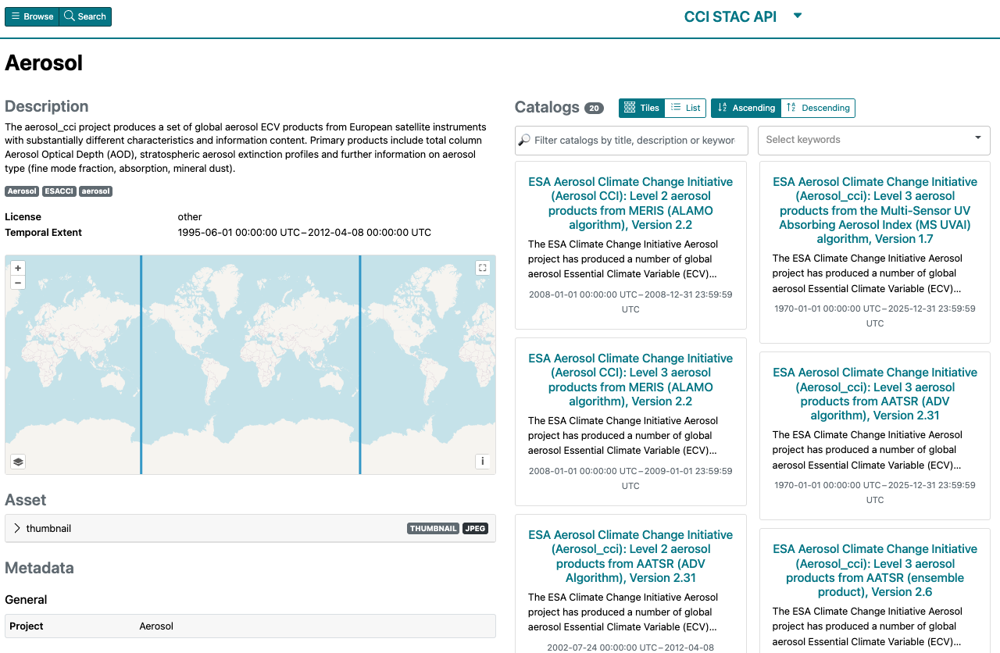 Browse
Search
CCI STAC API
Aerosol
Description
The aerosol_cci project produces a set of global aerosol ECV products from European satellite instruments
with substantially different characteristics and information content. Primary products include total column
Aerosol Optical Depth (AOD), stratospheric aerosol extinction profiles and further information on aerosol
type (fine mode fraction, absorption, mineral dust).
Aerosol ESACCI aerosol
License other
Temporal Extent 1995-06-01 00:00:00 UTC – 2012-04-08 00:00:00 UTC
+
−
i
Asset
thumbnail THUMBNAIL JPEG
Metadata
General
Project Aerosol
Catalogs 20
Tiles List
Ascending Descending
Filter catalogs by title, description or keywor
Select keywords
ESA Aerosol Climate Change Initiative
(Aerosol CCI): Level 2 aerosol
products from MERIS (ALAMO
algorithm), Version 2.2
The ESA Climate Change Initiative Aerosol
project has produced a number of global
aerosol Essential Climate Variable (ECV)...
2008-01-01 00:00:00 UTC – 2008-12-31 23:59:59
UTC
ESA Aerosol Climate Change Initiative
(Aerosol_cci): Level 3 aerosol
products from the Multi-Sensor UV
Absorbing Aerosol Index (MS UVAI)
algorithm, Version 1.7
The ESA Climate Change Initiative Aerosol
project has produced a number of global
aerosol Essential Climate Variable (ECV)...
1970-01-01 00:00:00 UTC – 2025-12-31 23:59:59
UTC
ESA Aerosol Climate Change Initiative
(Aerosol CCI): Level 3 aerosol
products from MERIS (ALAMO
algorithm), Version 2.2
The ESA Climate Change Initiative Aerosol
project has produced a number of global
aerosol Essential Climate Variable (ECV)...
2008-01-01 00:00:00 UTC – 2009-01-01 23:59:59
UTC
ESA Aerosol Climate Change Initiative
(Aerosol_cci): Level 3 aerosol
products from AATSR (ADV
algorithm), Version 2.31
The ESA Climate Change Initiative Aerosol
project has produced a number of global
aerosol Essential Climate Variable (ECV)...
1970-01-01 00:00:00 UTC – 2025-12-31 23:59:59
UTC
ESA Aerosol Climate Change Initiative
(Aerosol_cci): Level 2 aerosol
products from AATSR (ADV
Algorithm), Version 2.31
The ESA Climate Change Initiative Aerosol
project has produced a number of global
aerosol Essential Climate Variable (ECV)...
2002-07-24 00:00:00 UTC – 2012-04-08
ESA Aerosol Climate Change Initiative
(Aerosol_cci): Level 3 aerosol
products from AATSR (ensemble
product), Version 2.6
The ESA Climate Change Initiative Aerosol
project has produced a number of global
aerosol Essential Climate Variable (ECV)...